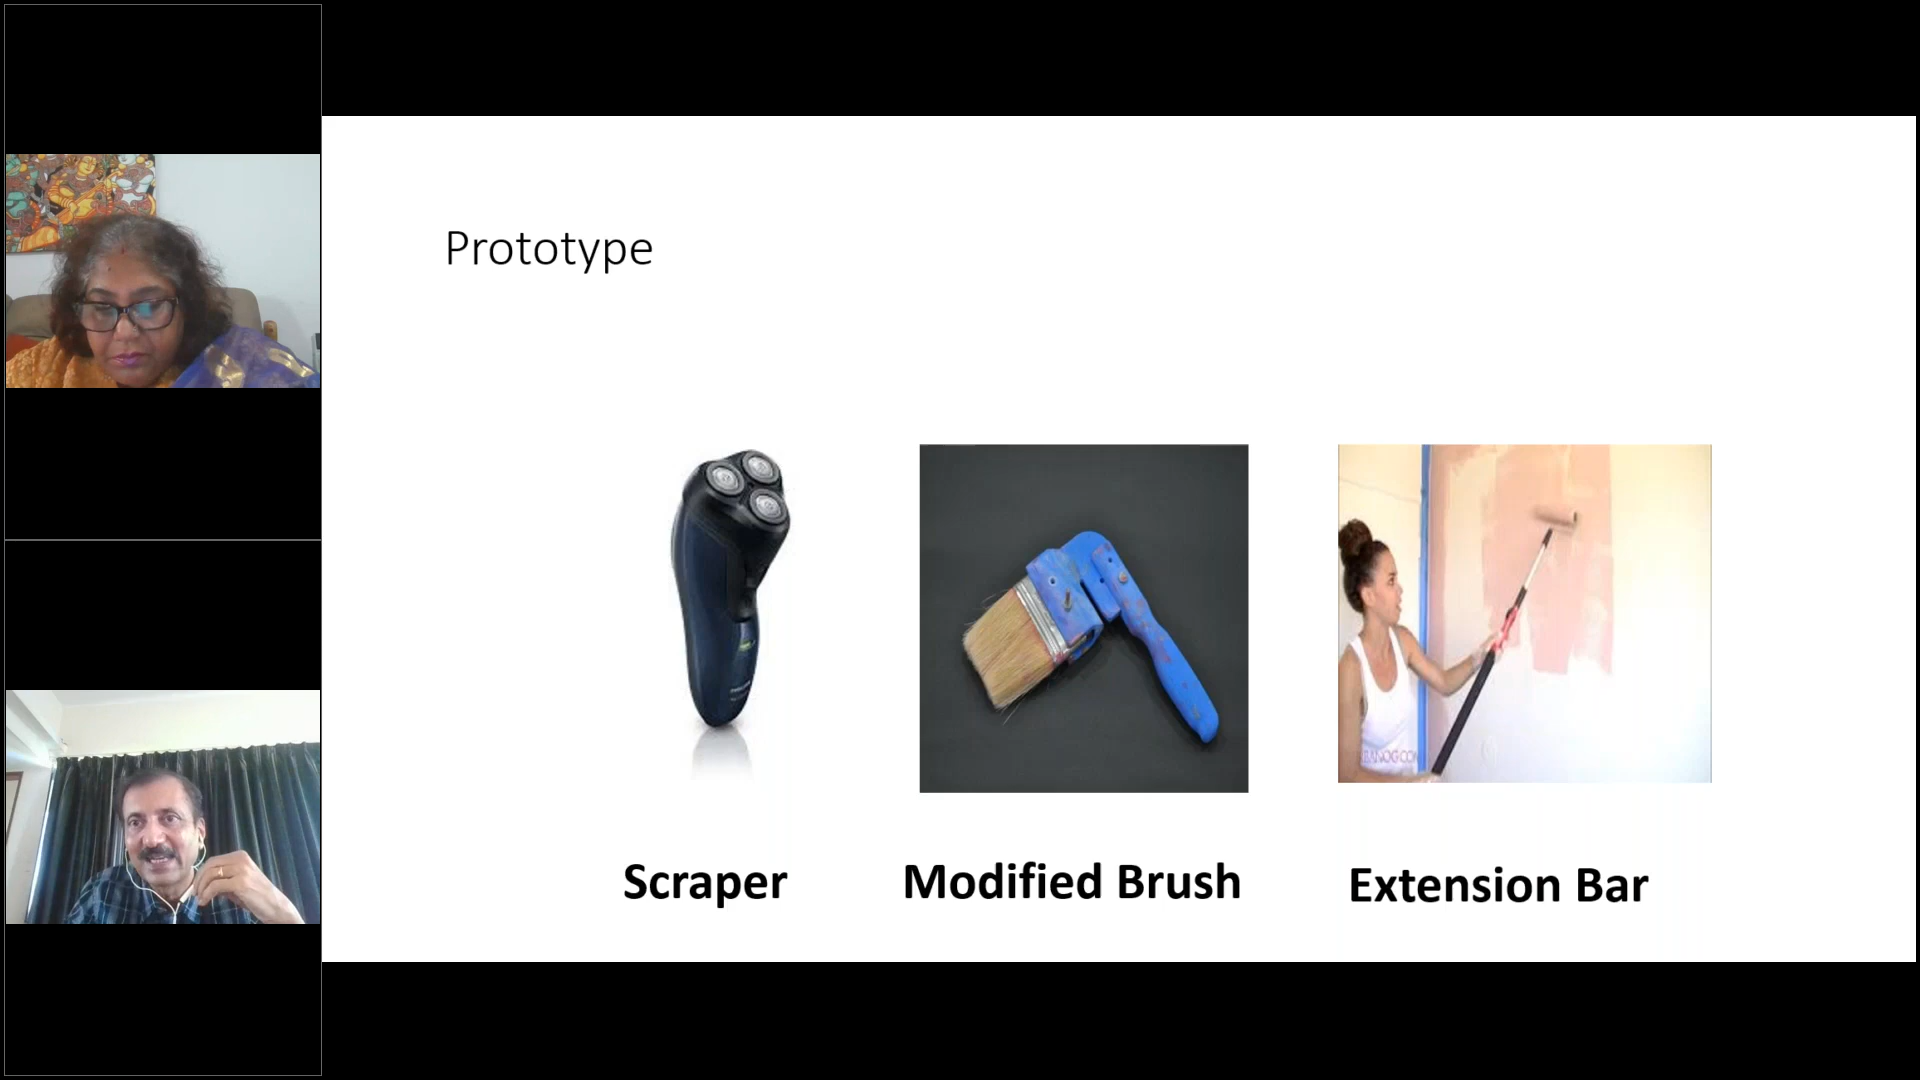 Prototype
Scraper
Modified Brush
Extension Bar